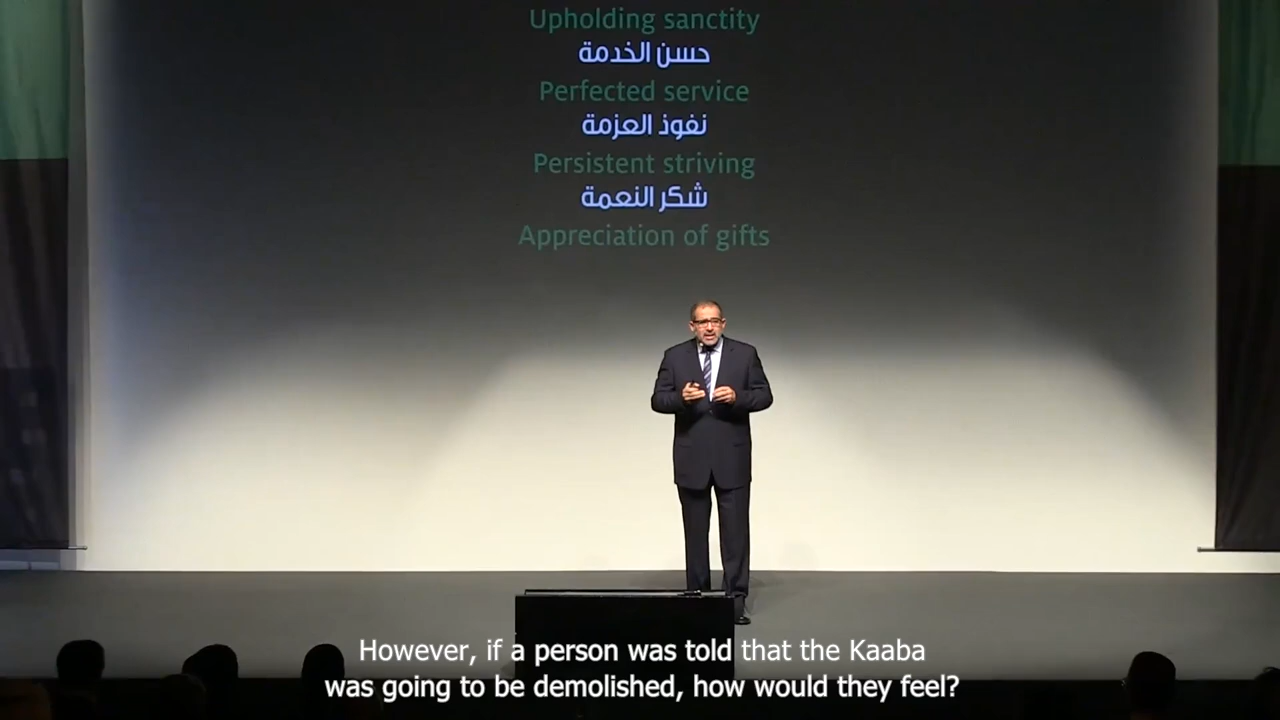 Upholding sanctity
حسن الخدمة
Perfected service
نفوذ العزمة
Persistent striving
شكر النعمة
Appreciation of gifts
However, if a person was told that the Kaaba
was going to be demolished, how would they feel?